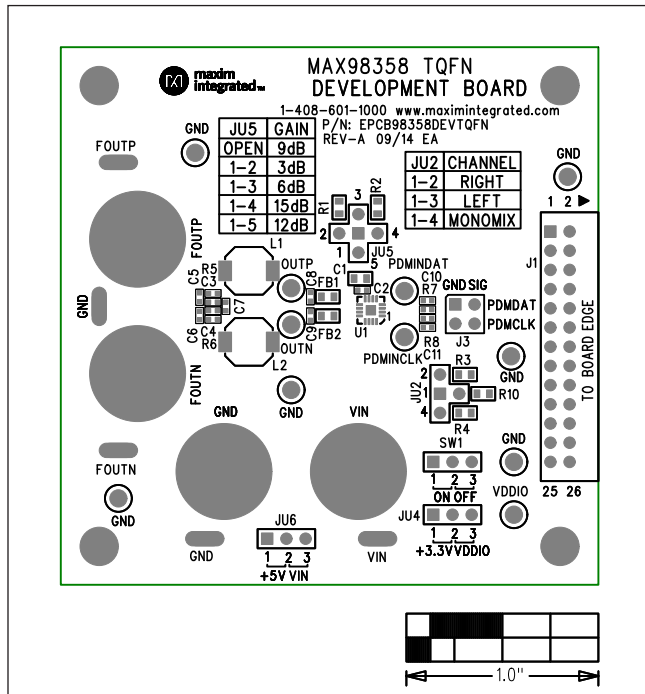 maxim
integrated™
MAX98358 TQFN
DEVELOPMENT BOARD
1-408-601-1000 www.maximintegrated.com
P/N: EPCB98358DEVTQFN
REV-A 09/14 EA
FOUTP
GND
JU5 GAIN
OPEN 9dB
1-2 3dB
1-3 6dB
1-4 15dB
1-5 12dB
JU2 CHANNEL
1-2 RIGHT
1-3 LEFT
1-4 MONOMIX
GND
1 2
R1
3
R2
2
4
1
JU5
5
FOUTP
L1
OUTP
C5
R5
C3
C7
C6
C4
R6
C8
FB1
C9
FB2
OUTN
L2
C1
C2
U1
1
PDMINDAT
C10
R7
R8
C11
PDMINCLK
GND SIG
PDMDAT
PDMCLK
J3
J1
TO BOARD EDGE
25 26
GND
FOUTN
GND
GND
GND
VIN
2
R3
JU2
1
R10
4
R4
SW1
1 2 3
ON OFF
GND
VDDIO
JU4
1 2 3
+3.3V VDDIO
FOUTN
GND
GND
JU6
1 2 3
+5V VIN
VIN
1.0"